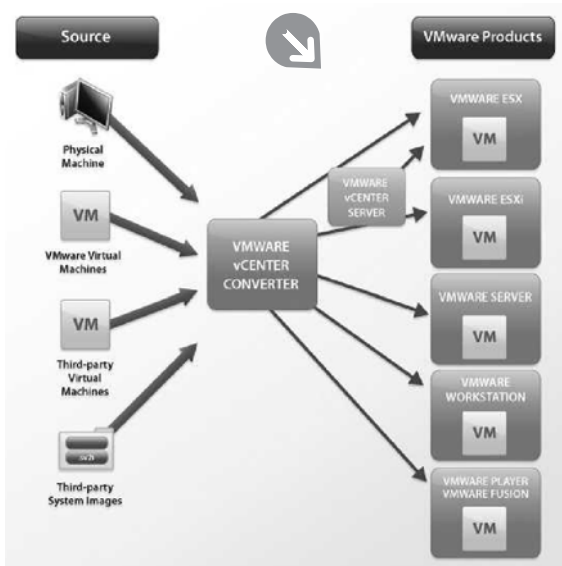 Source
VMware Products
Physical
Machine
VM
VMware Virtual
Machines
VM
Third-party
Virtual
Machines
sv2i
Third-party
System Images
VMWARE
vCENTER
CONVERTER
VMWARE
vCENTER
SERVER
VMWARE ESX
VM
VMWARE ESXi
VM
VMWARE SERVER
VM
VMWARE
WORKSTATION
VM
VMWARE PLAYER
VMWARE FUSION
VM